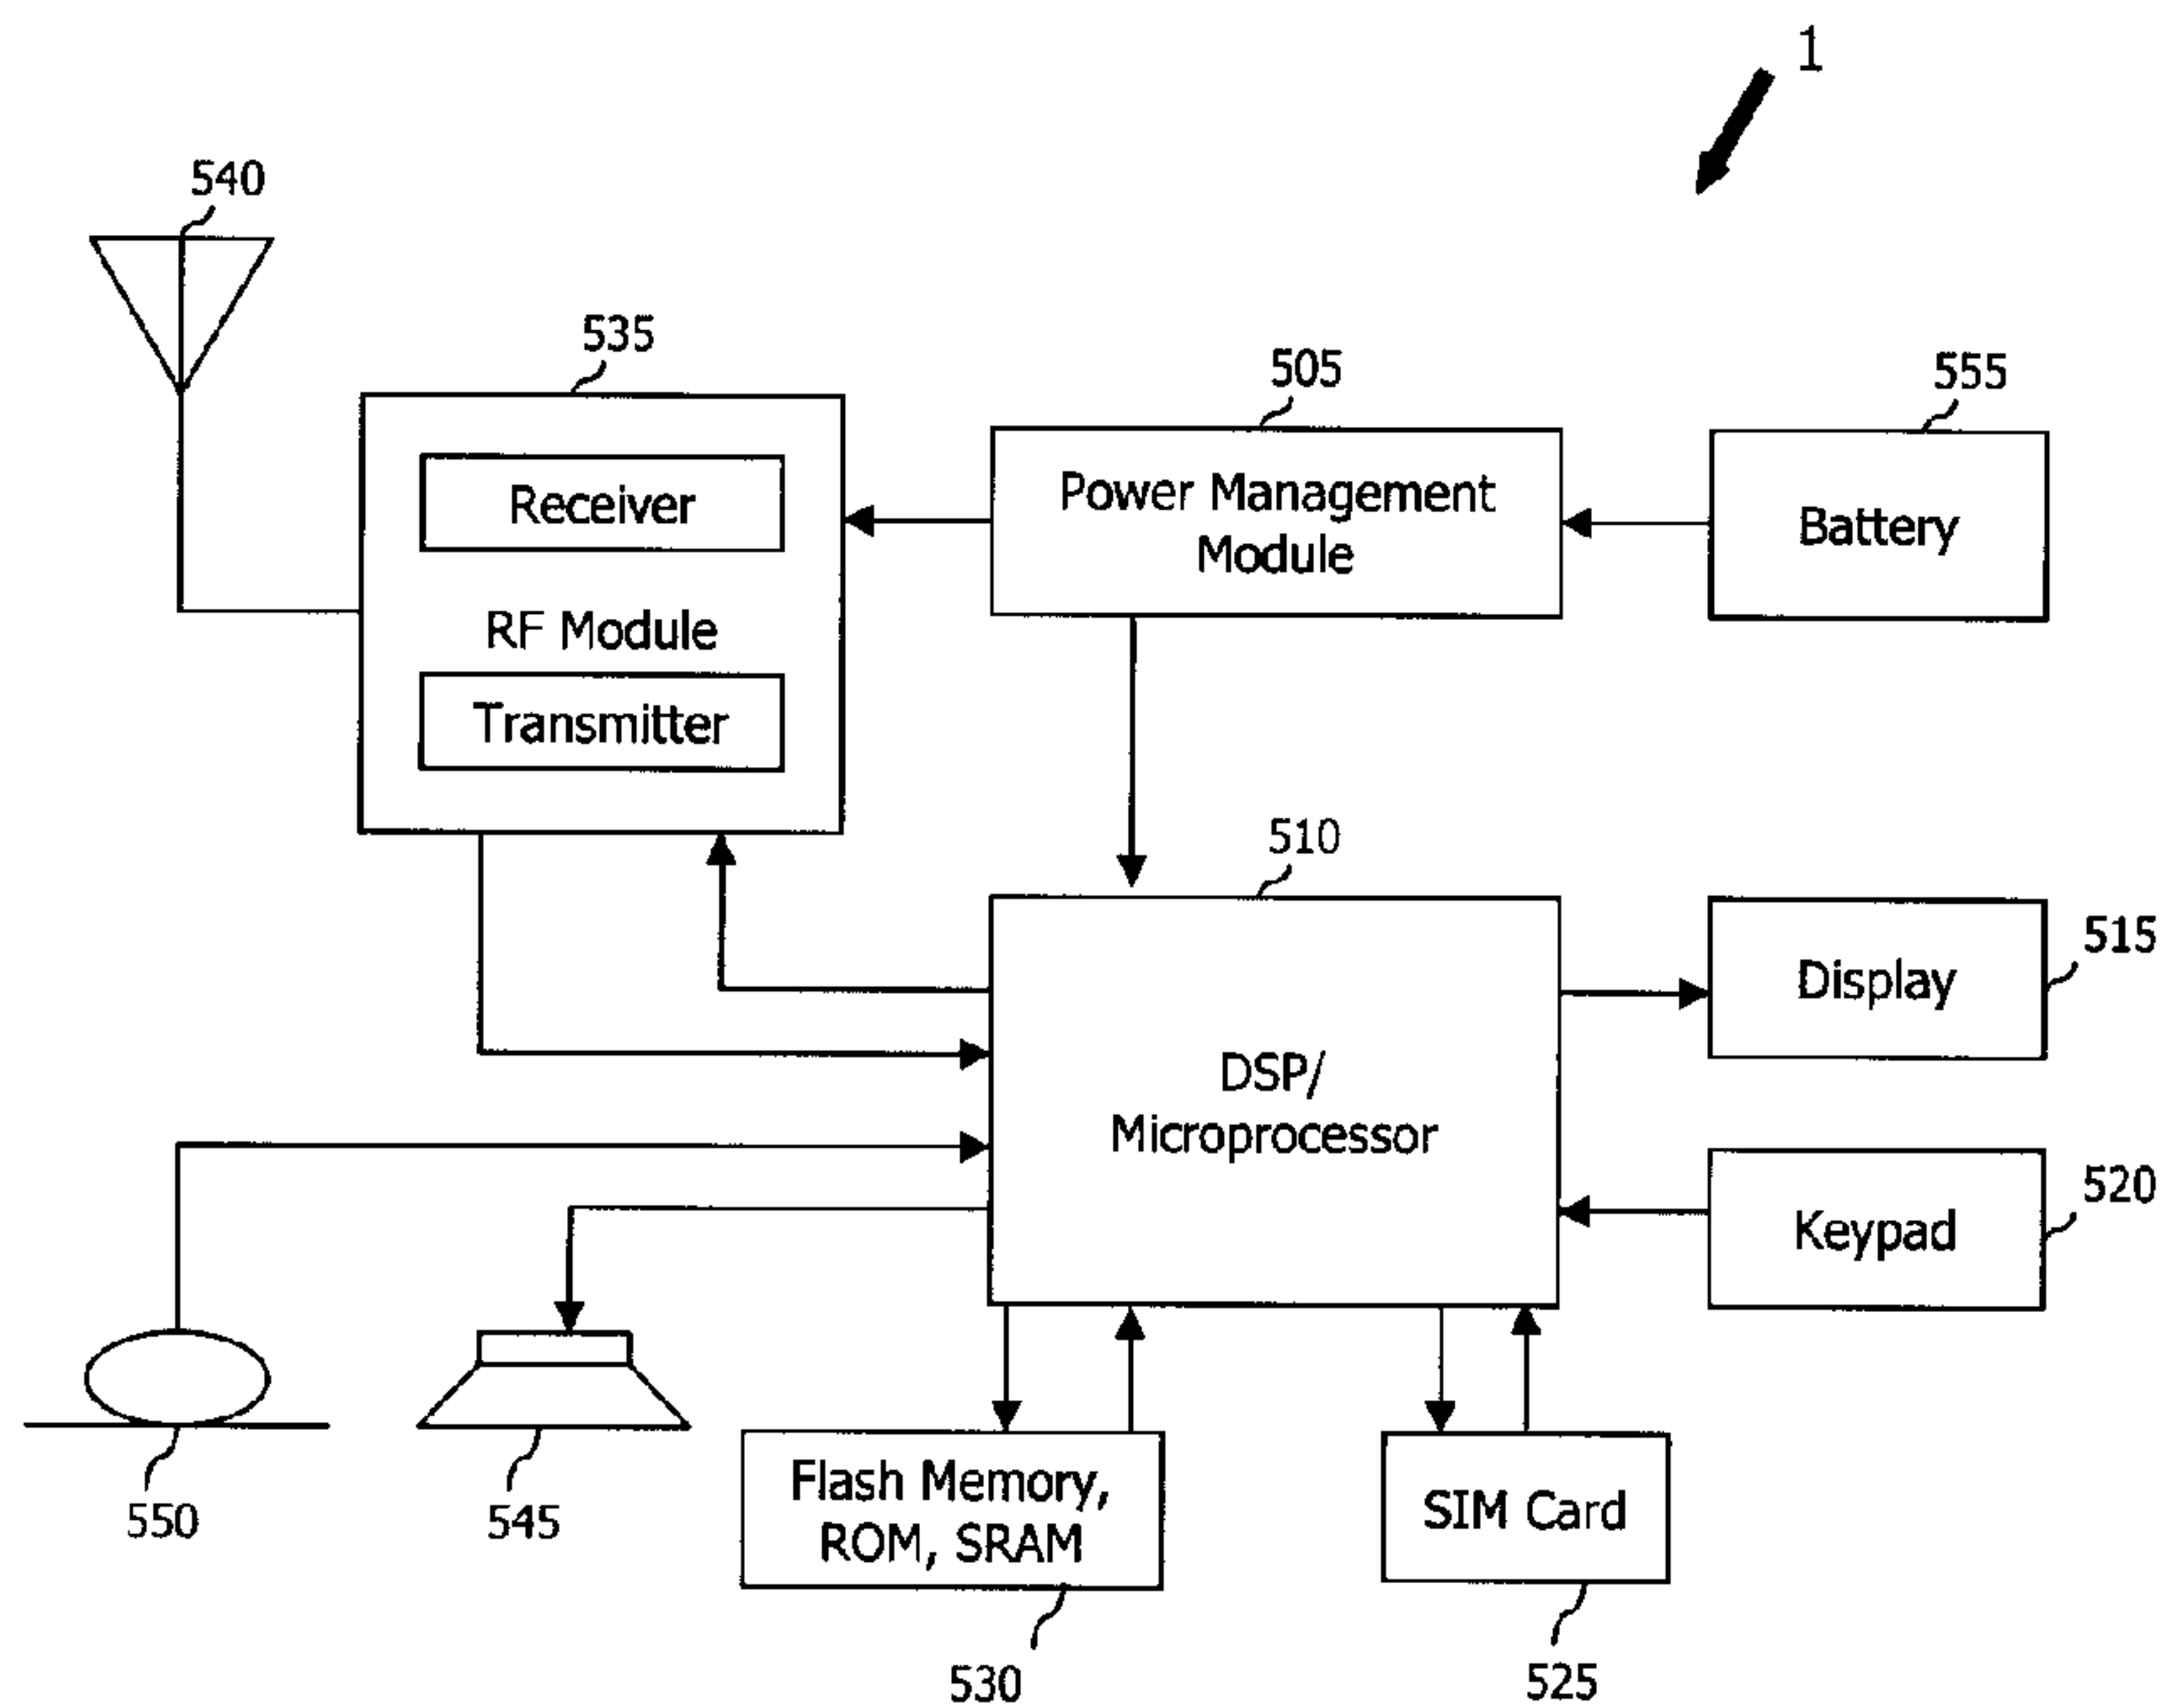 1
540
535
505
555
Receiver
Power Management
Module
Battery
RF Module
Transmitter
510
515
Display
DSP/
Microprocessor
520
Keypad
550
545
Flash Memory,
ROM, SRAM
SIM Card
530
525